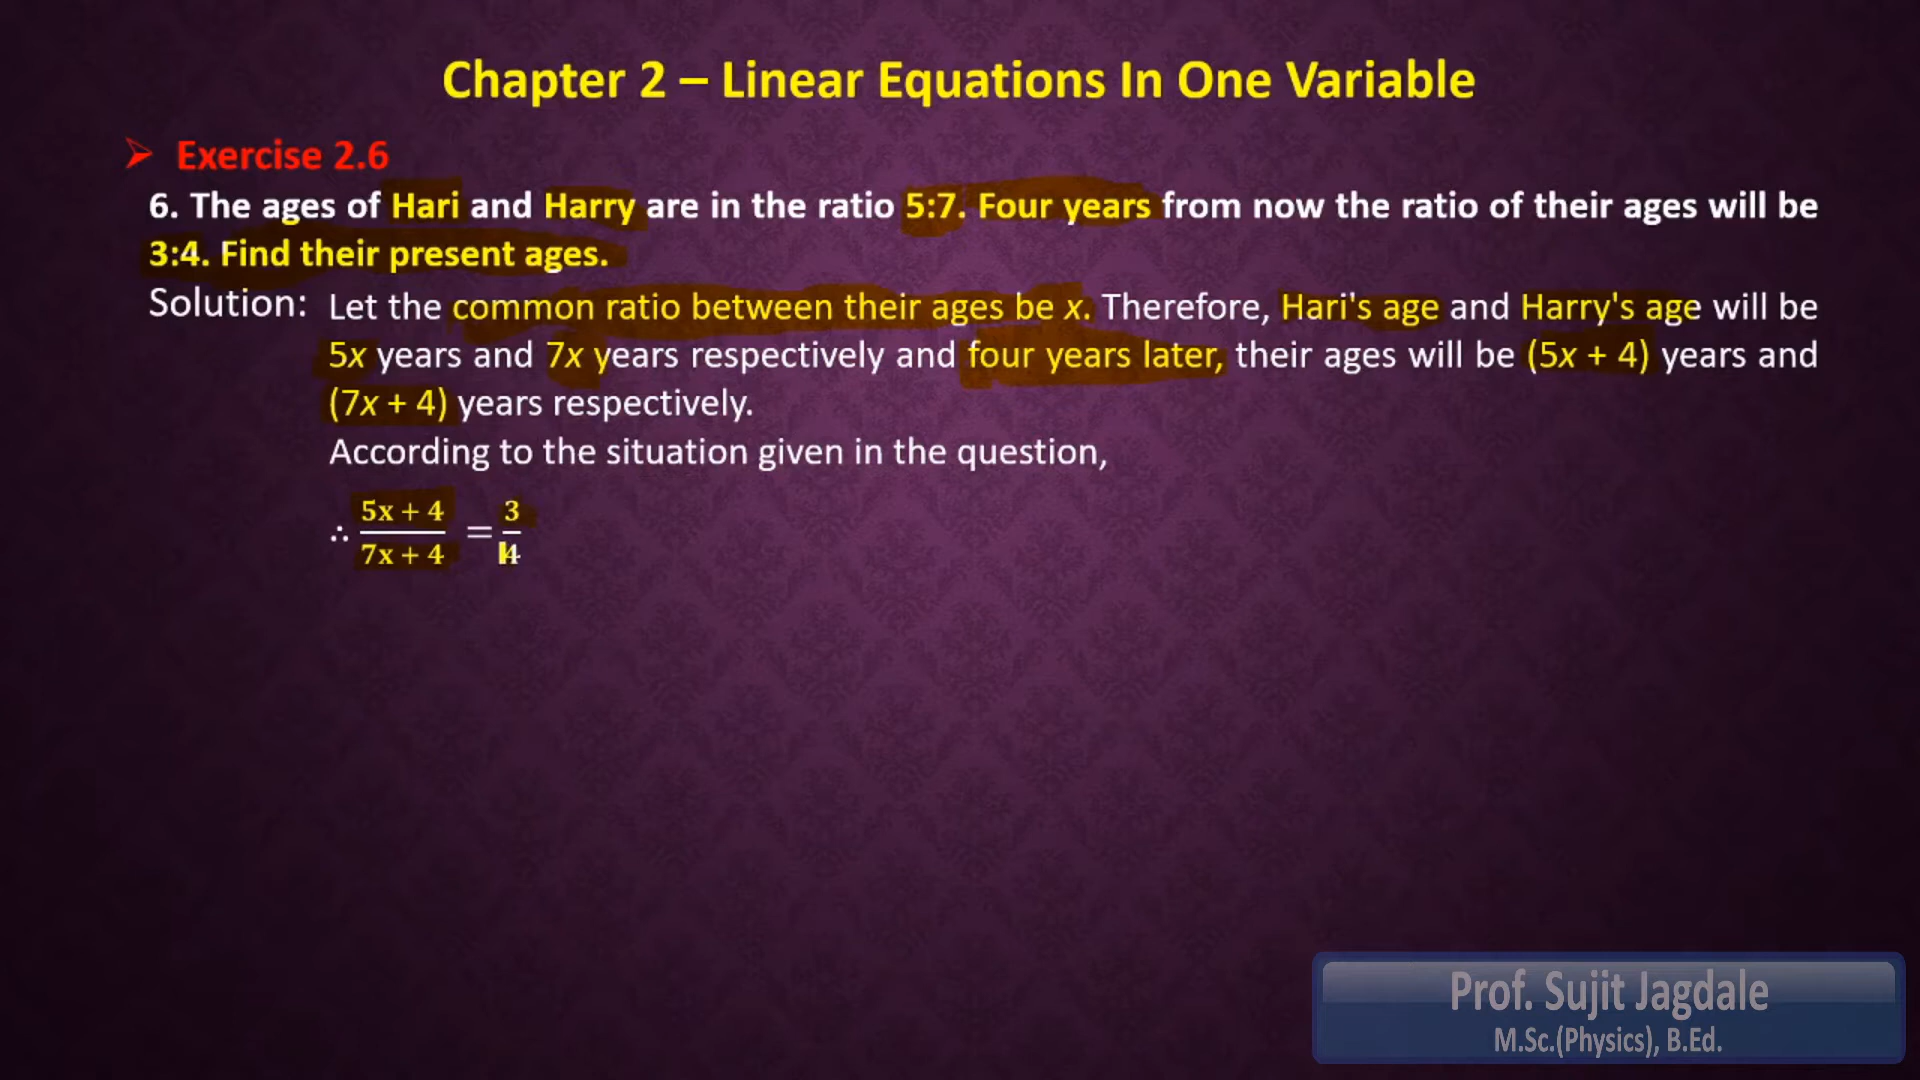 Chapter 2 – Linear Equations In One Variable
➢ Exercise 2.6
6. The ages of Hari and Harry are in the ratio 5:7. Four years from now the ratio of their ages will be
3:4. Find their present ages.
Solution: Let the common ratio between their ages be x. Therefore, Hari's age and Harry's age will be
5x years and 7x years respectively and four years later, their ages will be (5x + 4) years and
(7x + 4) years respectively.
According to the situation given in the question,
∴ (5x + 4)/(7x + 4) = 3/4
Prof. Sujit Jagdale
M.Sc.(Physics), B.Ed.